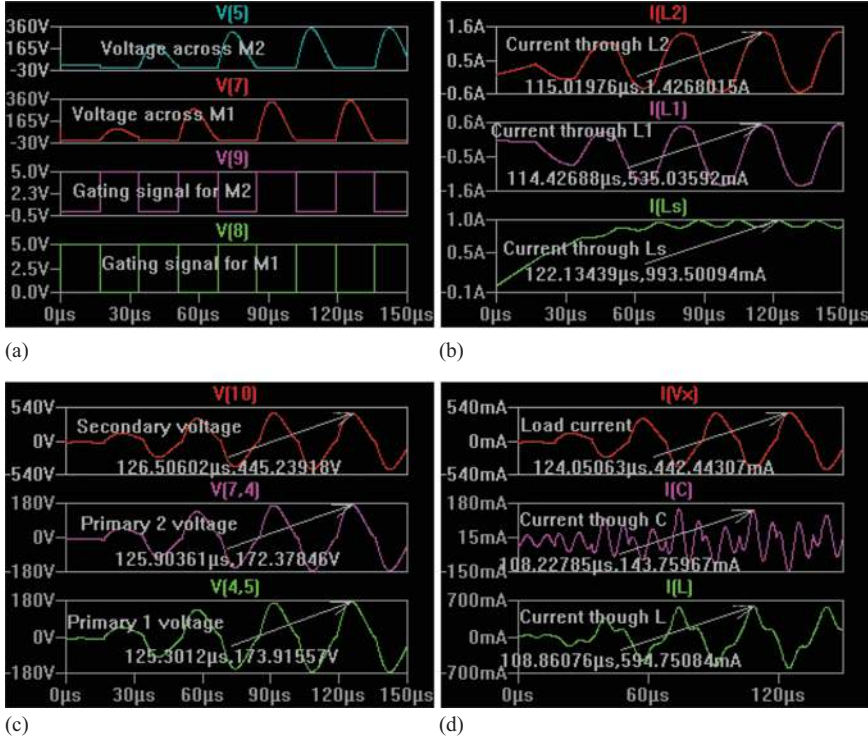 V(5)
360V
165V
-30V
Voltage across M2
V(7)
360V
165V
-30V
Voltage across M1
V(9)
5.0V
2.3V
-0.5V
Gating signal for M2
V(8)
5.0V
2.5V
0.0V
Gating signal for M1
0µs 30µs 60µs 90µs 120µs 150µs
(a)
I(L2)
1.6A
0.6A
Current through L2
115.01976µs,1.4268015A
I(L1)
0.6A
0.5A
1.6A
Current through L1
114.42688µs,535.03592mA
I(Ls)
1.0A
0.5A
-0.1A
Current through Ls
122.13439µs,993.50094mA
0µs 30µs 60µs 90µs 120µs 150µs
(b)
V(10)
540V
0V
-540V
Secondary voltage
126.50602µs,445.23918V
V(7,4)
180V
0V
-180V
Primary 2 voltage
125.90361µs,172.37846V
V(4,5)
180V
0V
-180V
Primary 1 voltage
125.3012µs,173.91557V
0µs 30µs 60µs 90µs 120µs 150µs
(c)
I(Vx)
540mA
0mA
540mA
Load current
124.05063µs,442.44307mA
I(C)
180mA
15mA
150mA
Current though C
108.22785µs,143.75967mA
I(L)
700mA
0mA
700mA
Current though L
108.86076µs,594.75084mA
0µs 60µs 120µs
(d)